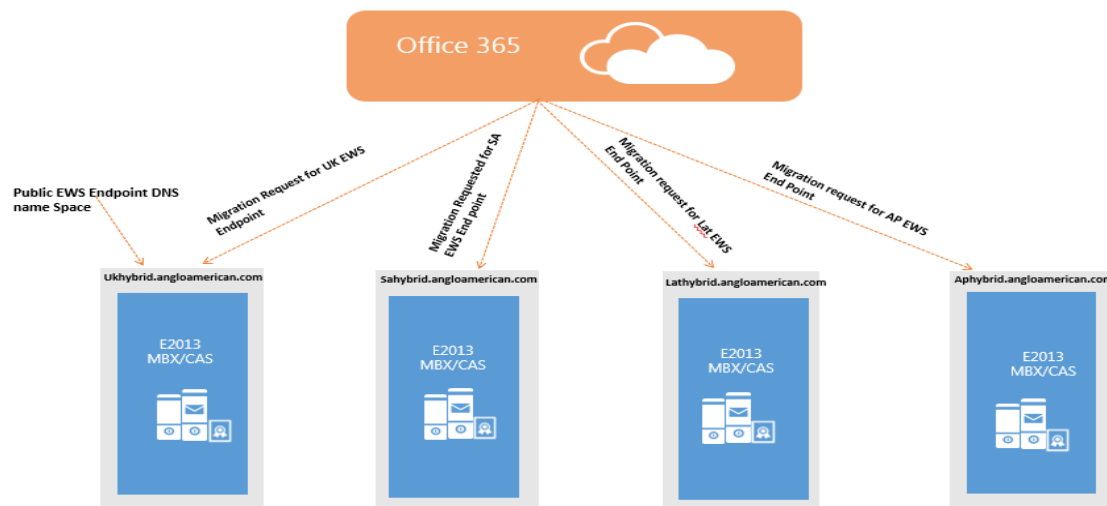 Office 365
Public EWS Endpoint DNS
name Space
Migration Request for UK EWS
Endpoint
Migration Requested for SA
EWS End point
Migration request for Lat EWS
End Point
Migration request for AP EWS
End Point
Ukhybrid.angloamerican.com
Sahybrid.angloamerican.com
Lathybrid.angloamerican.com
Aphybrid.angloamerican.com
E2013
MBX/CAS
E2013
MBX/CAS
E2013
MBX/CAS
E2013
MBX/CAS